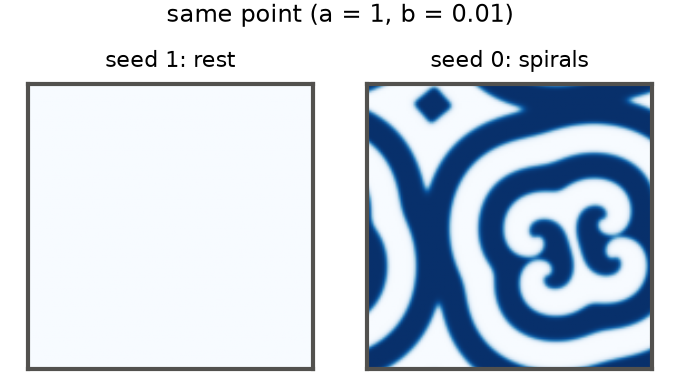 same point (a = 1, b = 0.01)
seed 1: rest
seed 0: spirals